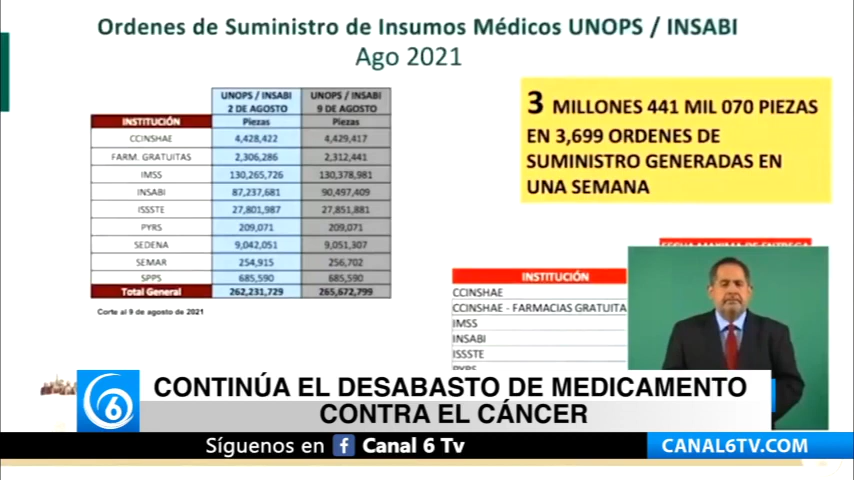 Ordenes de Suministro de Insumos Médicos UNOPS / INSABI
Ago 2021
UNOPS / INSABI UNOPS / INSABI
2 DE AGOSTO 9 DE AGOSTO
INSTITUCIÓN Piezas Piezas
CCINSHAE 4,428,422 4,429,417
FARM. GRATUITAS 2,306,286 2,312,441
IMSS 130,265,726 130,378,981
INSABI 87,237,681 90,497,409
ISSSTE 27,801,987 27,851,881
PYRS 209,071 209,071
SEDENA 9,042,051 9,051,307
SEMAR 254,915 256,702
SPPS 685,590 685,590
Total General 262,231,729 265,672,799
Corte al 9 de agosto de 2021
3 MILLONES 441 MIL 070 PIEZAS
EN 3,699 ORDENES DE
SUMINISTRO GENERADAS EN
UNA SEMANA
FECHA MAXIMA DE ENTREGA
INSTITUCIÓN
CCINSHAE
CCINSHAE - FARMACIAS GRATUITA
IMSS
INSABI
ISSSTE
PYRS
6
CONTINÚA EL DESABASTO DE MEDICAMENTO
CONTRA EL CÁNCER
Síguenos en f Canal 6 Tv
CANAL6TV.COM